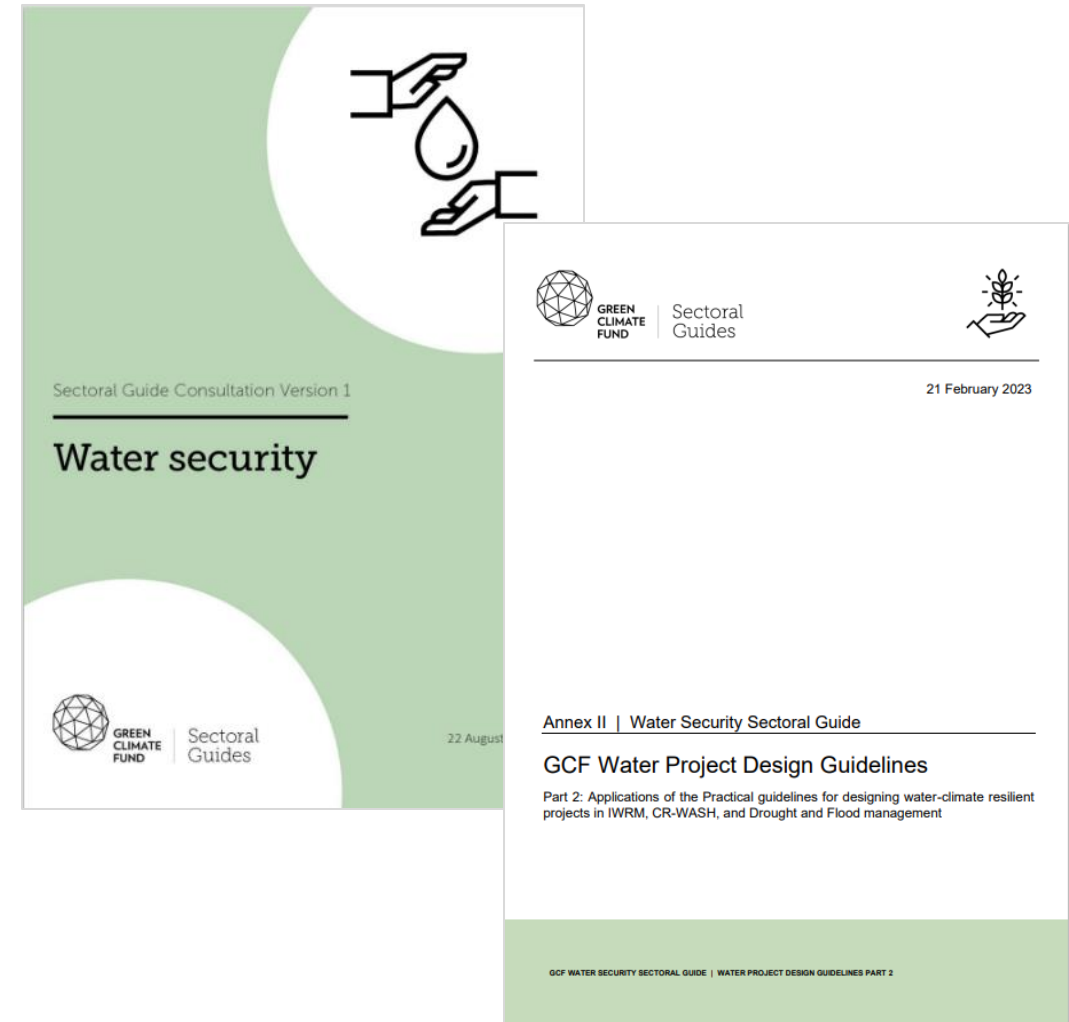 Sectoral Guide Consultation Version 1
Water security
GREEN
CLIMATE
FUND
Sectoral
Guides
22 August
GREEN
CLIMATE
FUND
Sectoral
Guides
21 February 2023
Annex II | Water Security Sectoral Guide
GCF Water Project Design Guidelines
Part 2: Applications of the Practical guidelines for designing water-climate resilient
projects in IWRM, CR-WASH, and Drought and Flood management
GCF WATER SECURITY SECTORAL GUIDE | WATER PROJECT DESIGN GUIDELINES PART 2